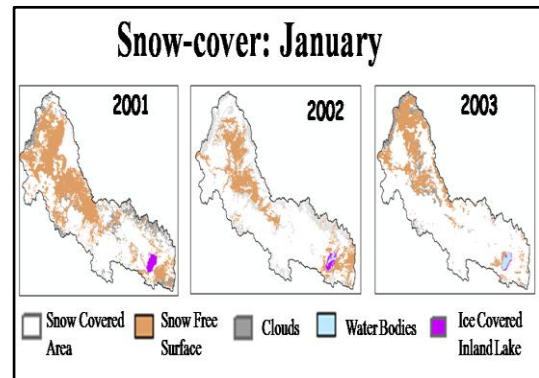 Snow-cover: January
2001
2002
2003
Snow Covered Area
Snow Free Surface
Clouds
Water Bodies
Ice Covered Inland Lake